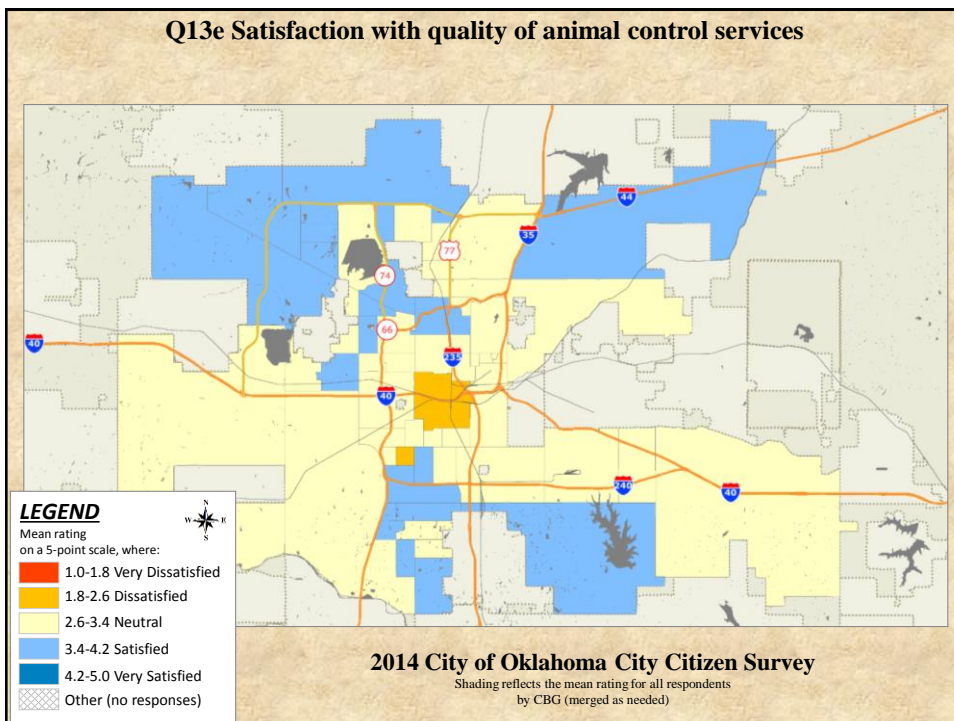 Q13e Satisfaction with quality of animal control services
44
35
77
74
66
40
235
40
240
40
LEGEND
N
W E
S
Mean rating
on a 5-point scale, where:
1.0-1.8 Very Dissatisfied
1.8-2.6 Dissatisfied
2.6-3.4 Neutral
3.4-4.2 Satisfied
4.2-5.0 Very Satisfied
Other (no responses)
2014 City of Oklahoma City Citizen Survey
Shading reflects the mean rating for all respondents
by CBG (merged as needed)